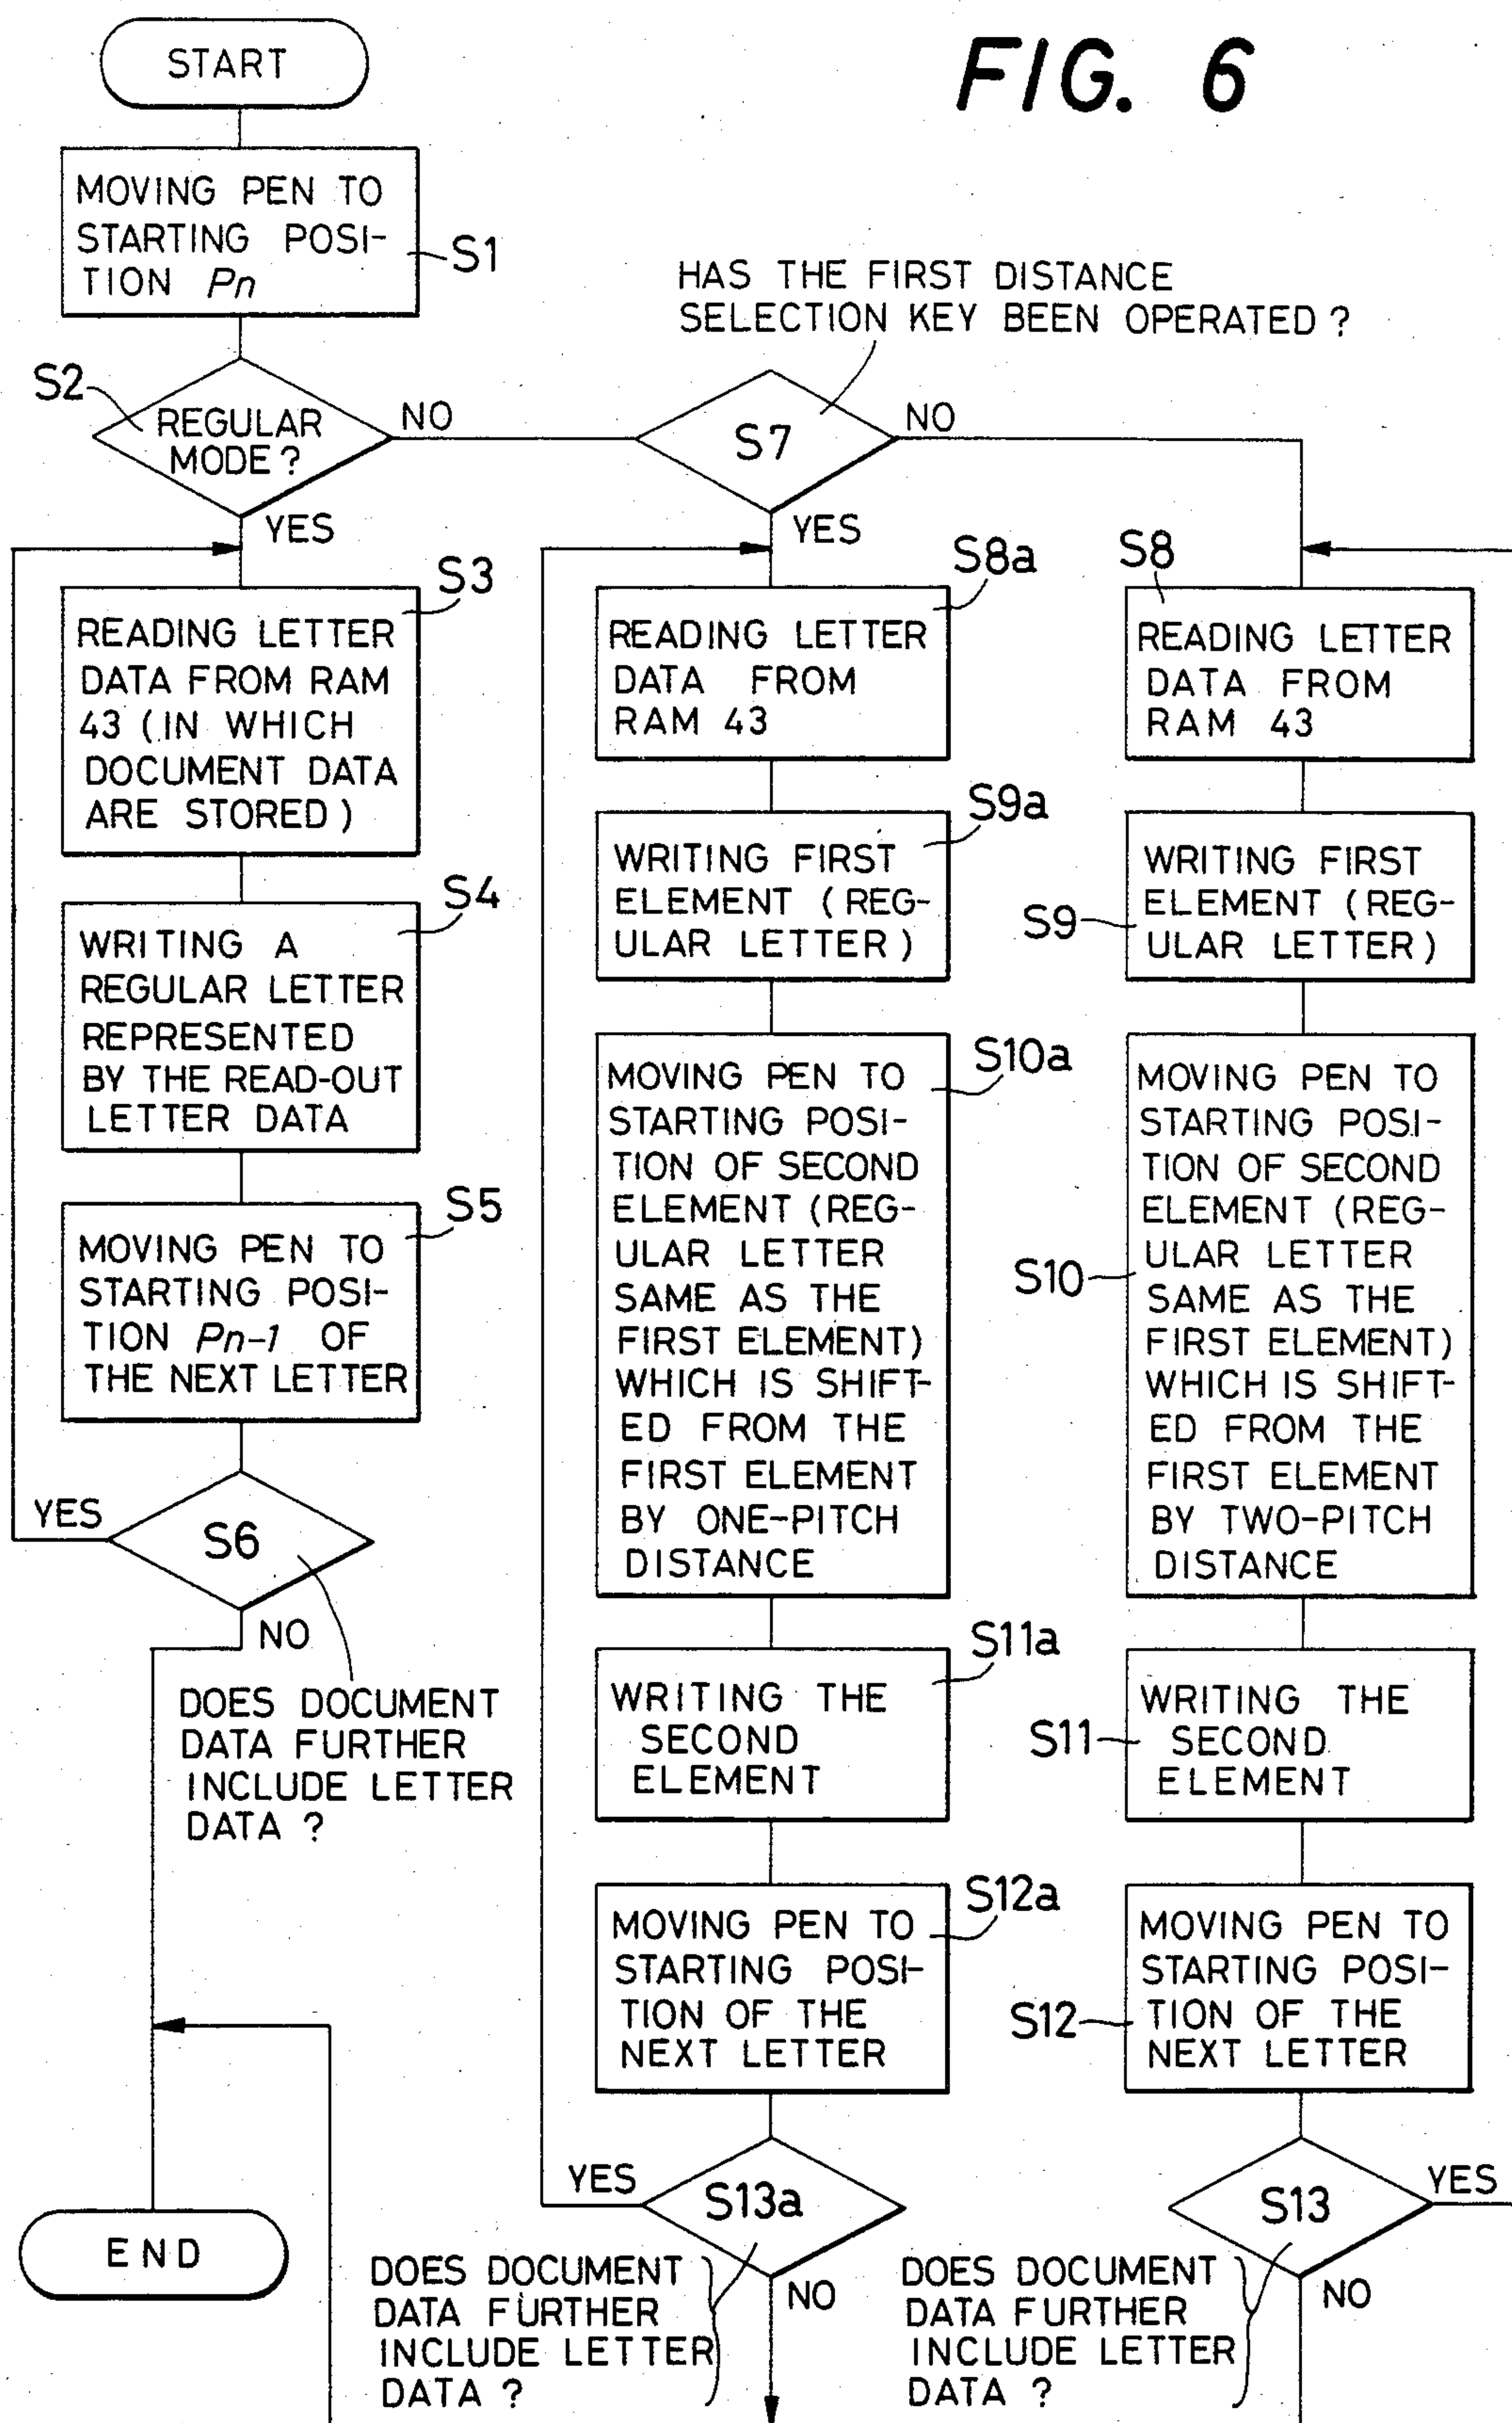 FIG. 6
START
MOVING PEN TO
STARTING POSI-
TION Pn
S1
S2
REGULAR
MODE?
NO
YES
S3
READING LETTER
DATA FROM RAM
43 (IN WHICH
DOCUMENT DATA
ARE STORED)
S4
WRITING A
REGULAR LETTER
REPRESENTED
BY THE READ-OUT
LETTER DATA
S5
MOVING PEN TO
STARTING POSI-
TION Pn-1 OF
THE NEXT LETTER
YES
S6
NO
DOES DOCUMENT
DATA FURTHER
INCLUDE LETTER
DATA ?
END
HAS THE FIRST DISTANCE
SELECTION KEY BEEN OPERATED ?
S7
NO
YES
S8a
READING LETTER
DATA FROM
RAM 43
S9a
WRITING FIRST
ELEMENT (REG-
ULAR LETTER)
S10a
MOVING PEN TO
STARTING POSI-
TION OF SECOND
ELEMENT (REG-
ULAR LETTER
SAME AS THE
FIRST ELEMENT)
WHICH IS SHIFT-
ED FROM THE
FIRST ELEMENT
BY ONE-PITCH
DISTANCE
S11a
WRITING THE
SECOND
ELEMENT
S12a
MOVING PEN TO
STARTING POSI-
TION OF THE
NEXT LETTER
YES
S13a
NO
DOES DOCUMENT
DATA FURTHER
INCLUDE LETTER
DATA ?
S8
READING LETTER
DATA FROM
RAM 43
S9
WRITING FIRST
ELEMENT (REG-
ULAR LETTER)
S10
MOVING PEN TO
STARTING POSI-
TION OF SECOND
ELEMENT (REG-
ULAR LETTER
SAME AS THE
FIRST ELEMENT)
WHICH IS SHIFT-
ED FROM THE
FIRST ELEMENT
BY TWO-PITCH
DISTANCE
S11
WRITING THE
SECOND
ELEMENT
S12
MOVING PEN TO
STARTING POSI-
TION OF THE
NEXT LETTER
S13
YES
NO
DOES DOCUMENT
DATA FURTHER
INCLUDE LETTER
DATA ?